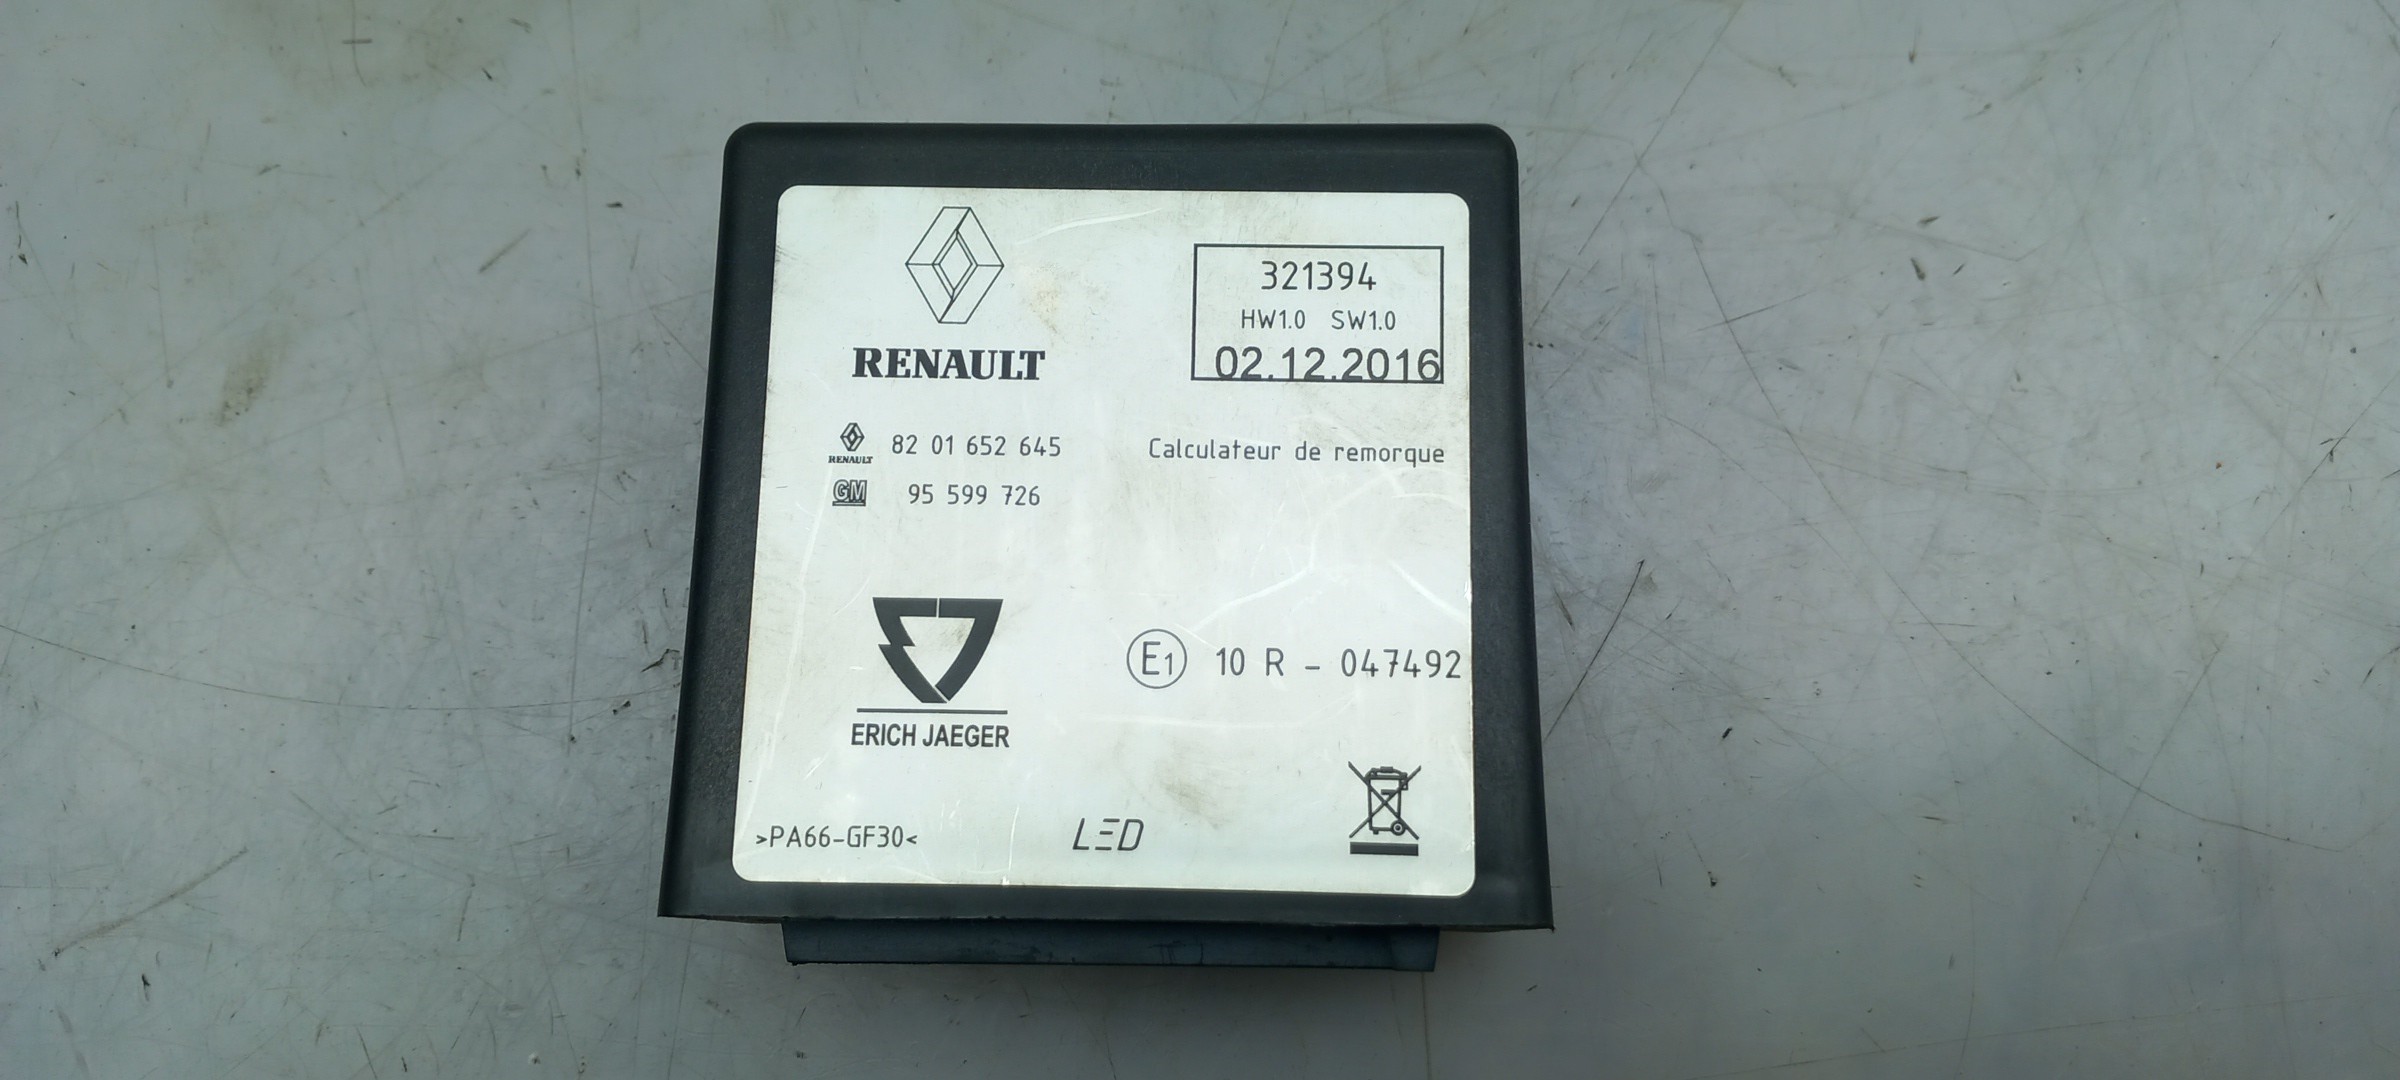 RENAULT
321394
HW1.0 SW1.0
02.12.2016
RENAULT 82 01 652 645
Calculateur de remorque
GM 95 599 726
ERICH JAEGER
E1 10 R - 047492
>PA66-GF30<
LED